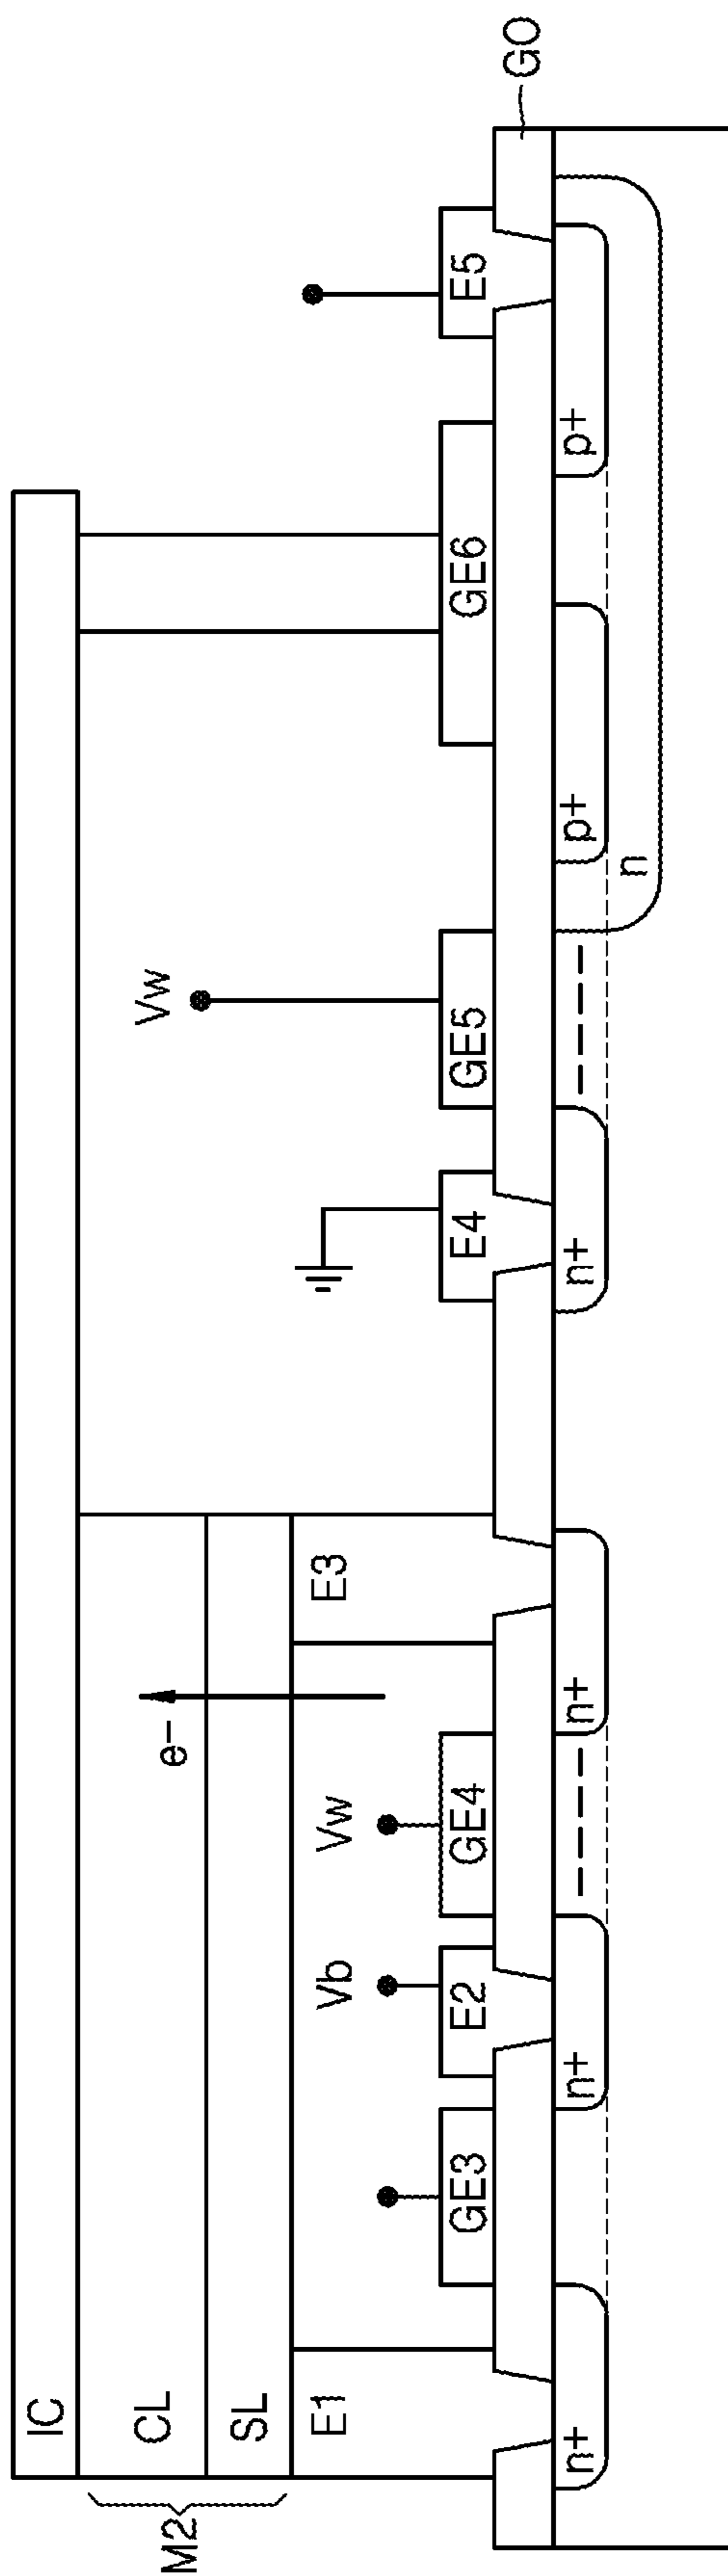 IC
M2
CL
e-
Vw
SL
E1
Vb
Vw
E3
GE3
E2
GE4
E4
GE5
GE6
E5
GO
n+
n+
n+
n+
p+
p+
n